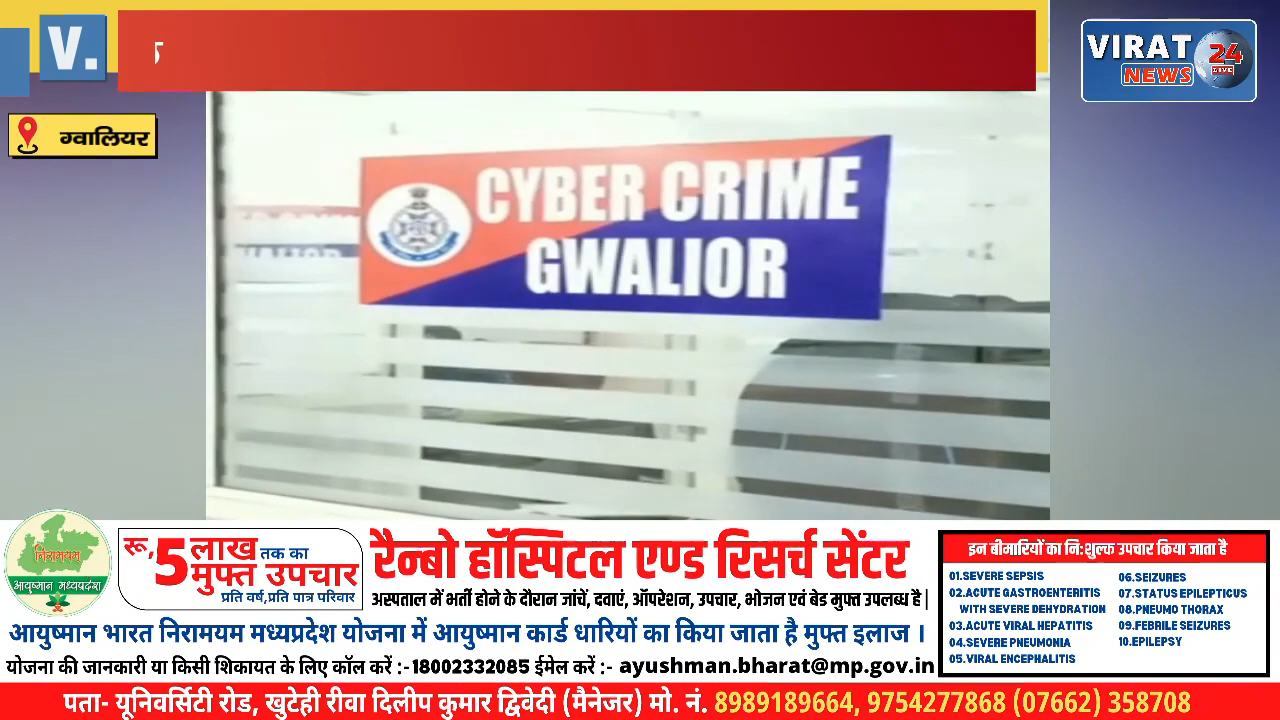 V.
VIRAT
24
NEWS
LIVE
ग्वालियर
CYBER CRIME
GWALIOR
निरामयम
आयुष्मान मध्यप्रदेश
रू,5 लाख तक का
मुफ्त उपचार
प्रति वर्ष,प्रति पात्र परिवार
रैन्बो हॉस्पिटल एण्ड रिसर्च सेंटर
अस्पताल में भर्ती होने के दौरान जांचें, दवाएं, ऑपरेशन, उपचार, भोजन एवं बेड मुफ्त उपलब्ध है|
आयुष्मान भारत निरामयम मध्यप्रदेश योजना में आयुष्मान कार्ड धारियों का किया जाता है मुफ्त इलाज ।
योजना की जानकारी या किसी शिकायत के लिए कॉल करें :-18002332085 ईमेल करें :- ayushman.bharat@mp.gov.in
इन बीमारियों का नि:शुल्क उपचार किया जाता है
01.SEVERE SEPSIS
02.ACUTE GASTROENTERITIS
WITH SEVERE DEHYDRATION
03.ACUTE VIRAL HEPATITIS
04.SEVERE PNEUMONIA
05.VIRAL ENCEPHALITIS
06.SEIZURES
07.STATUS EPILEPTICUS
08.PNEUMO THORAX
09.FEBRILE SEIZURES
10.EPILEPSY
पता- यूनिवर्सिटी रोड, खुटेही रीवा दिलीप कुमार द्विवेदी (मैनेजर) मो. नं. 8989189664, 9754277868 (07662) 358708